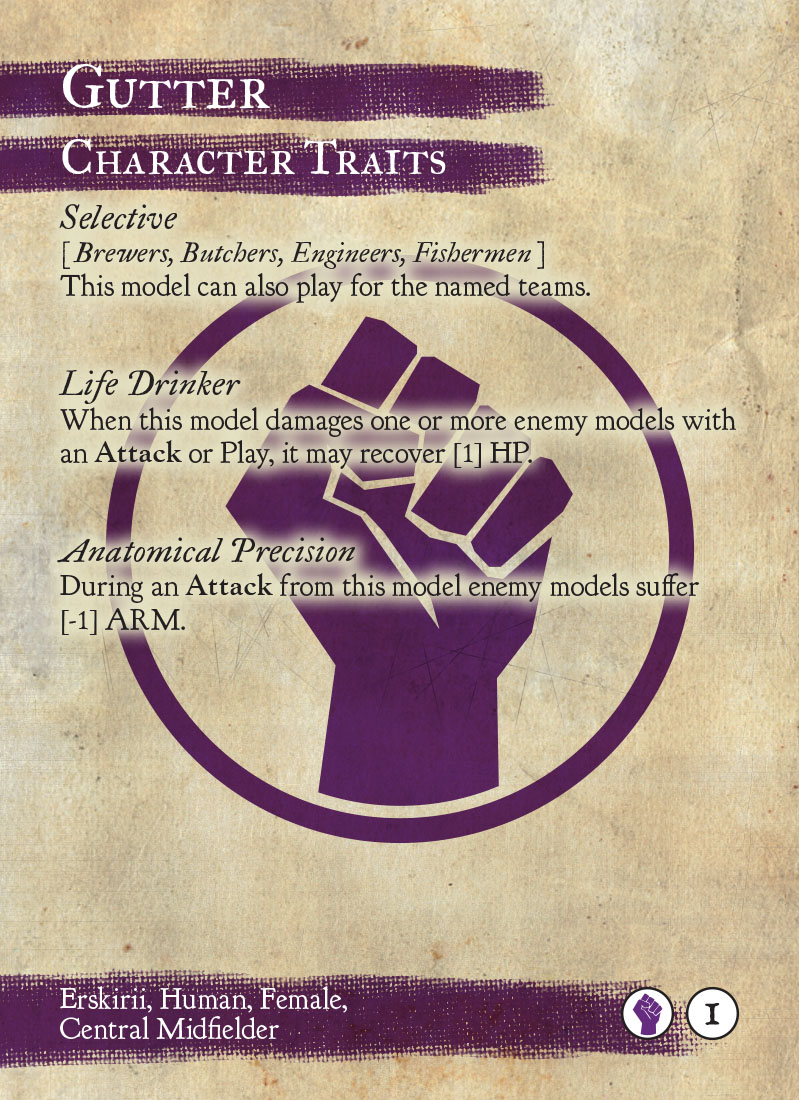 Gutter
Character Traits
Selective
[ Brewers, Butchers, Engineers, Fishermen ]
This model can also play for the named teams.
Life Drinker
When this model damages one or more enemy models with
an Attack or Play, it may recover [1] HP.
Anatomical Precision
During an Attack from this model enemy models suffer
[-1] ARM.
Erskirii, Human, Female,
Central Midfielder
1